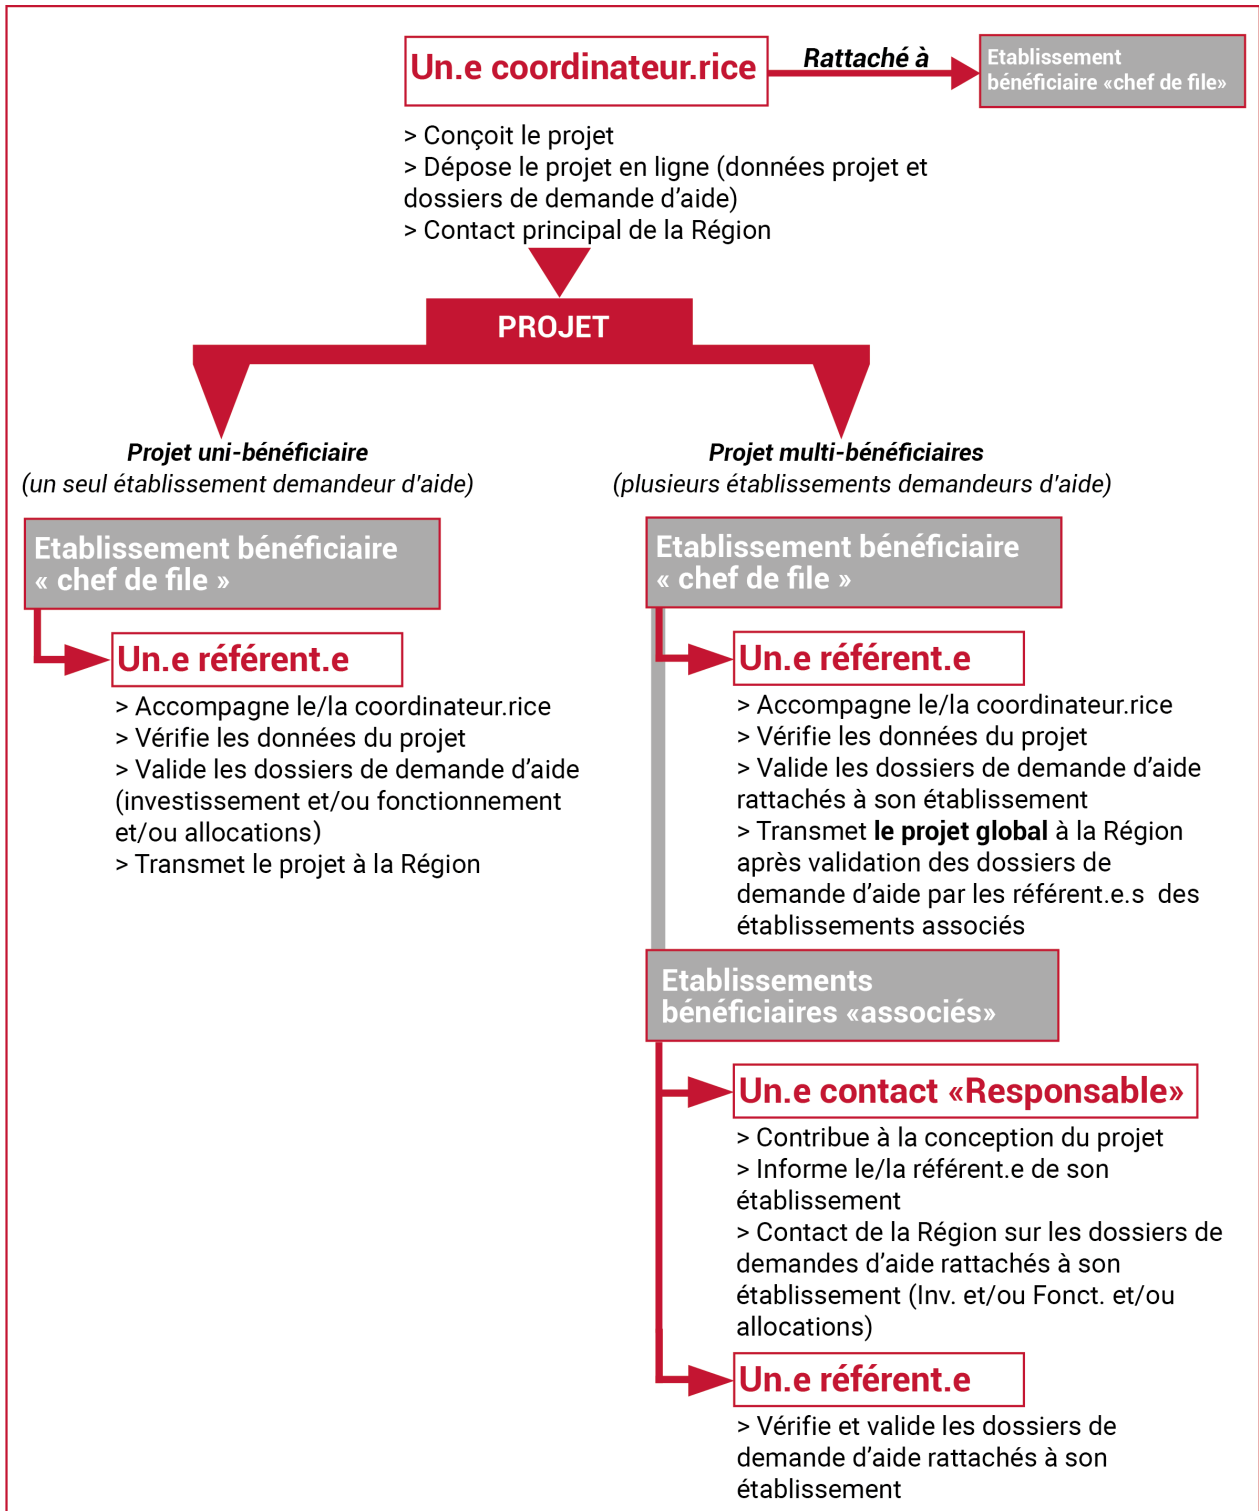 Un.e coordinateur.rice
Rattaché à
Etablissement
bénéficiaire «chef de file»
> Conçoit le projet
> Dépose le projet en ligne (données projet et
dossiers de demande d'aide)
> Contact principal de la Région
PROJET
Projet uni-bénéficiaire
(un seul établissement demandeur d'aide)
Etablissement bénéficiaire
« chef de file »
Un.e référent.e
> Accompagne le/la coordinateur.rice
> Vérifie les données du projet
> Valide les dossiers de demande d'aide
(investissement et/ou fonctionnement
et/ou allocations)
> Transmet le projet à la Région
Projet multi-bénéficiaires
(plusieurs établissements demandeurs d'aide)
Etablissement bénéficiaire
« chef de file »
Un.e référent.e
> Accompagne le/la coordinateur.rice
> Vérifie les données du projet
> Valide les dossiers de demande d'aide
rattachés à son établissement
> Transmet le projet global à la Région
après validation des dossiers de
demande d'aide par les référent.e.s des
établissements associés
Etablissements
bénéficiaires «associés»
Un.e contact «Responsable»
> Contribue à la conception du projet
> Informe le/la référent.e de son
établissement
> Contact de la Région sur les dossiers de
demandes d'aide rattachés à son
établissement (Inv. et/ou Fonct. et/ou
allocations)
Un.e référent.e
> Vérifie et valide les dossiers de
demande d'aide rattachés à son
établissement